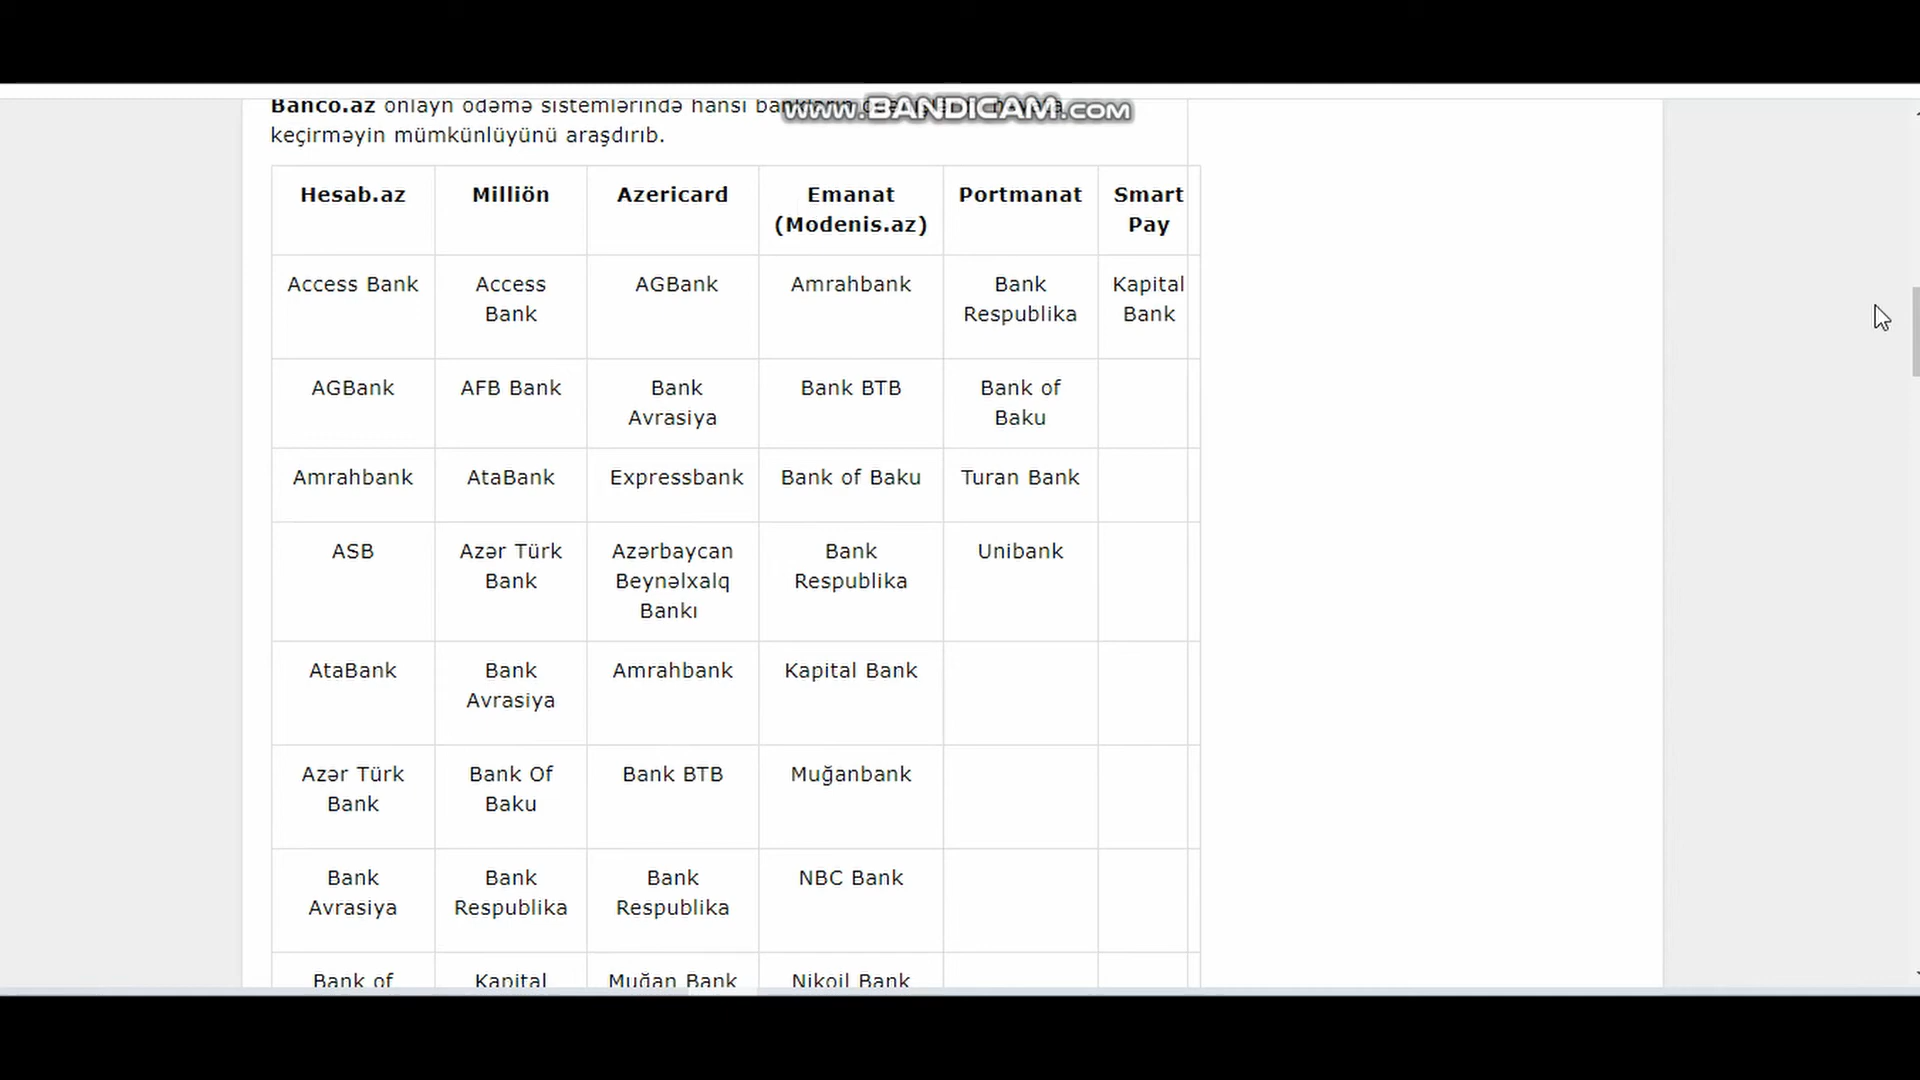 Banco.az onlayn ödəmə sistemlərində hansı
www.BANDICAM.com
keçirməyin mümkünlüyünü araşdırıb.
Hesab.az Milliön Azericard Emanat (Modenis.az) Portmanat Smart Pay
Access Bank Access Bank AGBank Amrahbank Bank Respublika Kapital Bank
AGBank AFB Bank Bank Avrasiya Bank BTB Bank of Baku
Amrahbank AtaBank Expressbank Bank of Baku Turan Bank
ASB Azər Türk Bank Azərbaycan Beynəlxalq Bankı Bank Respublika Unibank
AtaBank Bank Avrasiya Amrahbank Kapital Bank
Azər Türk Bank Bank Of Baku Bank BTB Muğanbank
Bank Avrasiya Bank Respublika Bank Respublika NBC Bank
Bank of Kapital Muğan Bank Nikoil Bank